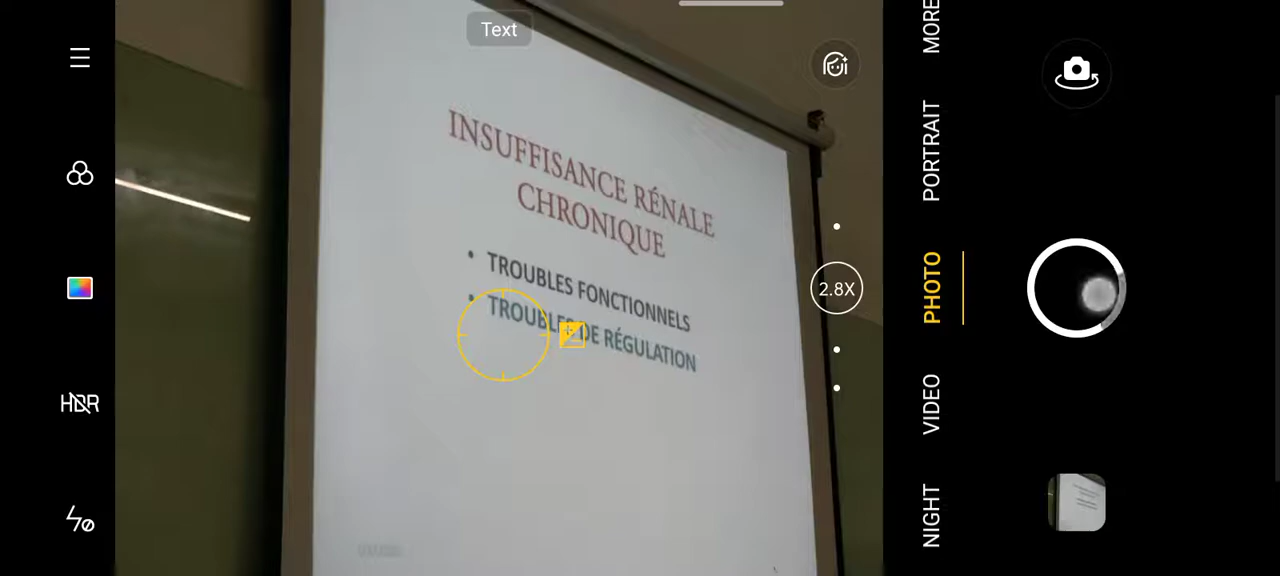 Text
INSUFFISANCE RÉNALE
CHRONIQUE
• TROUBLES FONCTIONNELS
• TROUBLES DE RÉGULATION
2.8X
HDR
MORE
PORTRAIT
PHOTO
VIDEO
NIGHT